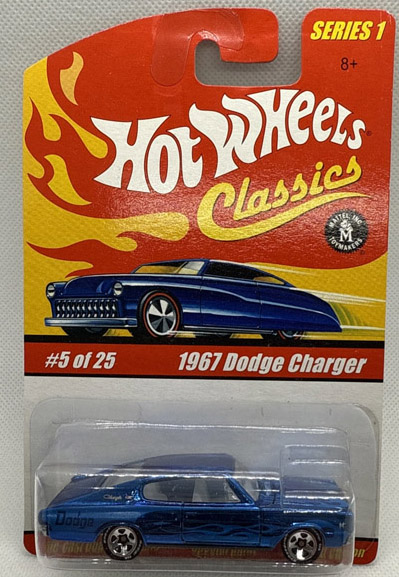 SERIES 1
8+
HOT WHEELS
Classics
MATTEL, INC.
M
TOYMAKERS
#5 of 25
1967 Dodge Charger
Dodge